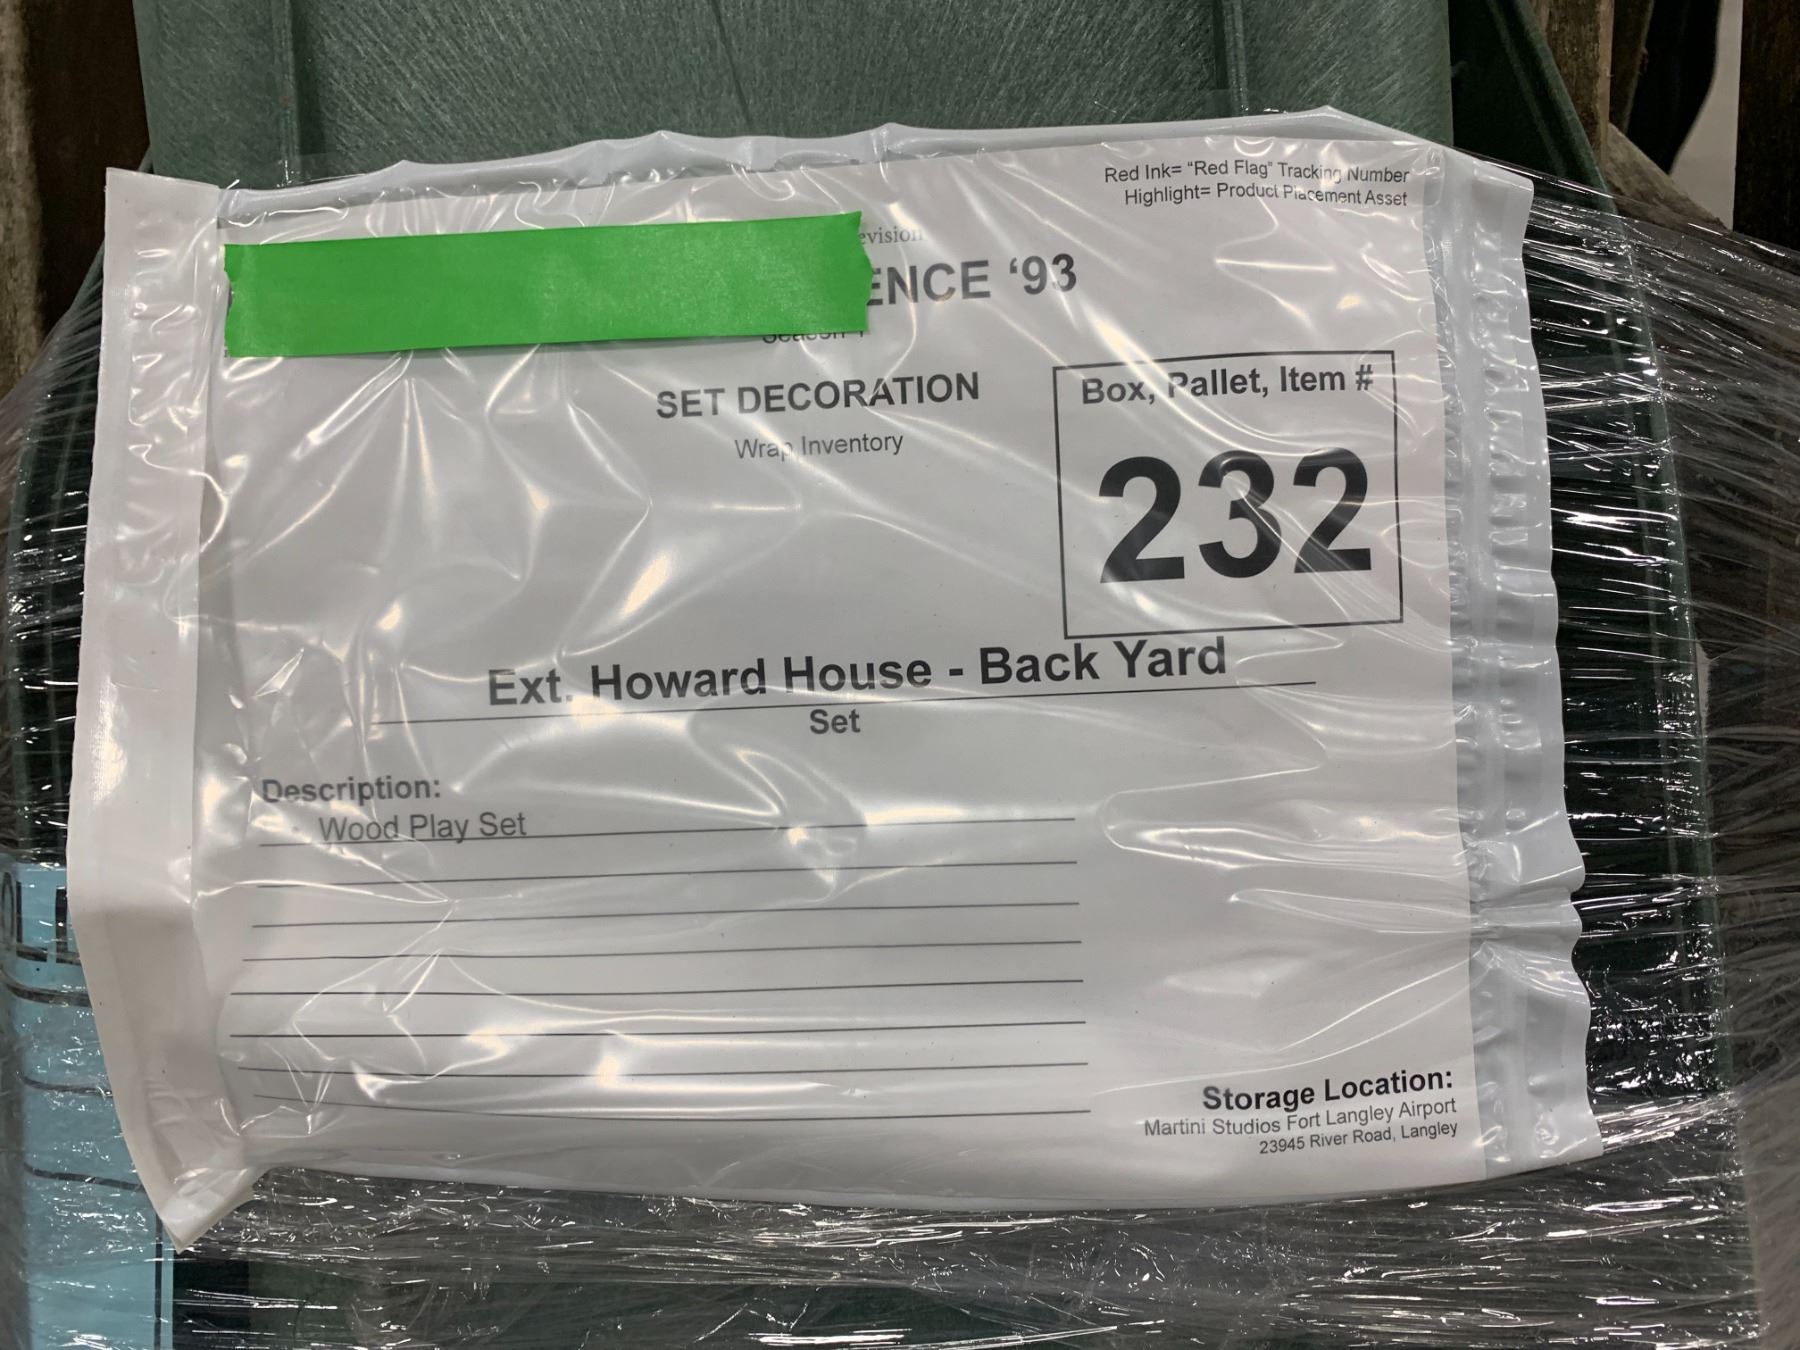 Red Ink= "Red Flag" Tracking Number
Highlight= Product Placement Asset
evision
ENCE ‘93
SET DECORATION
Wrap Inventory
Box, Pallet, Item #
232
Ext. Howard House - Back Yard
Set
Description:
Wood Play Set
Storage Location:
Martini Studios Fort Langley Airport
23945 River Road, Langley